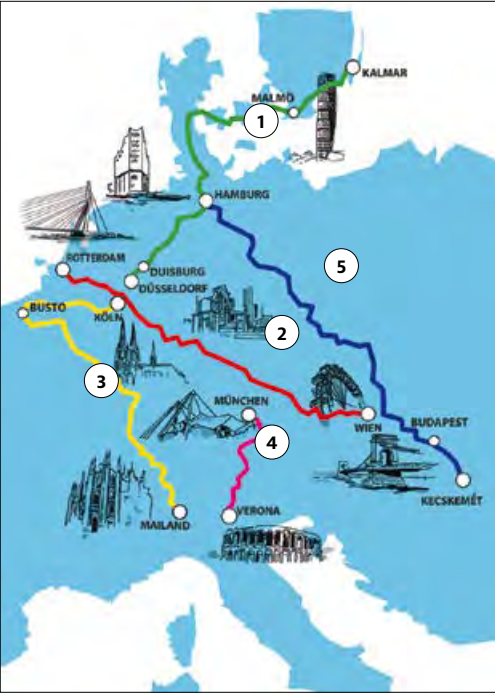 KALMAR
MALMÖ
1
HAMBURG
ROTTERDAM
DUISBURG
5
DÜSSELDORF
BUSTO
KÖLN
2
3
MÜNCHEN
WIEN
BUDAPEST
4
KECSKEMÉT
MAILAND
VERONA